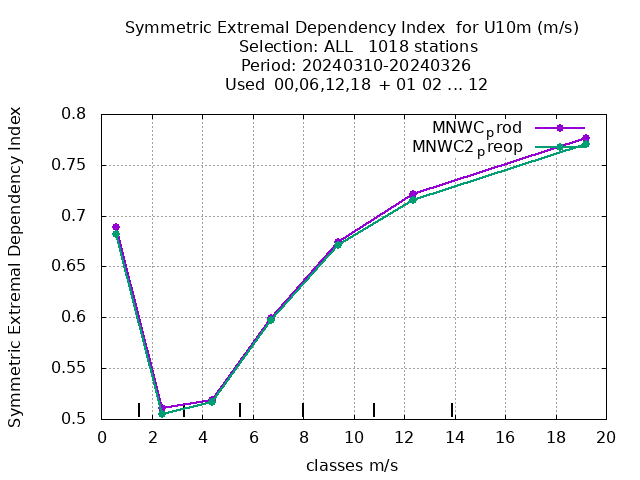 Symmetric Extremal Dependency Index  for U10m (m/s)
Selection: ALL   1018 stations
Period: 20240310-20240326
Used  00,06,12,18 + 01 02 ... 12
Symmetric Extremal Dependency Index
0.8
0.75
0.7
0.65
0.6
0.55
0.5
MNWCprod
MNWC2preop
0 2 4 6 8 10 12 14 16 18 20
classes m/s